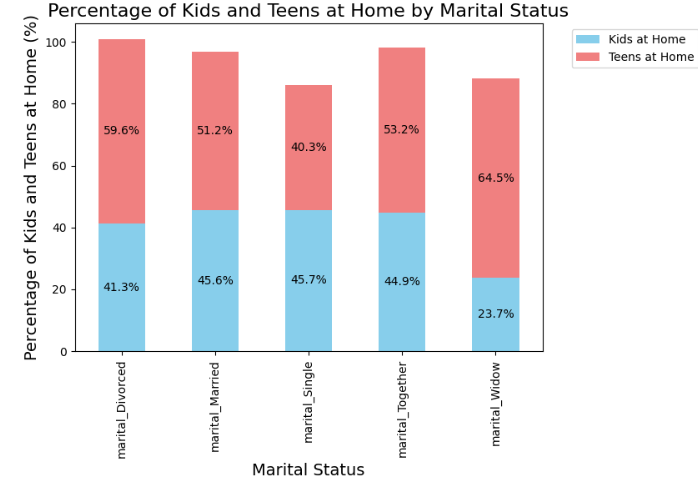 Percentage of Kids and Teens at Home by Marital Status
Percentage of Kids and Teens at Home (%)
100
80
60
40
20
0
59.6%
51.2%
40.3%
53.2%
64.5%
41.3%
45.6%
45.7%
44.9%
23.7%
marital_Divorced
marital_Married
marital_Single
marital_Together
marital_Widow
Marital Status
Kids at Home
Teens at Home